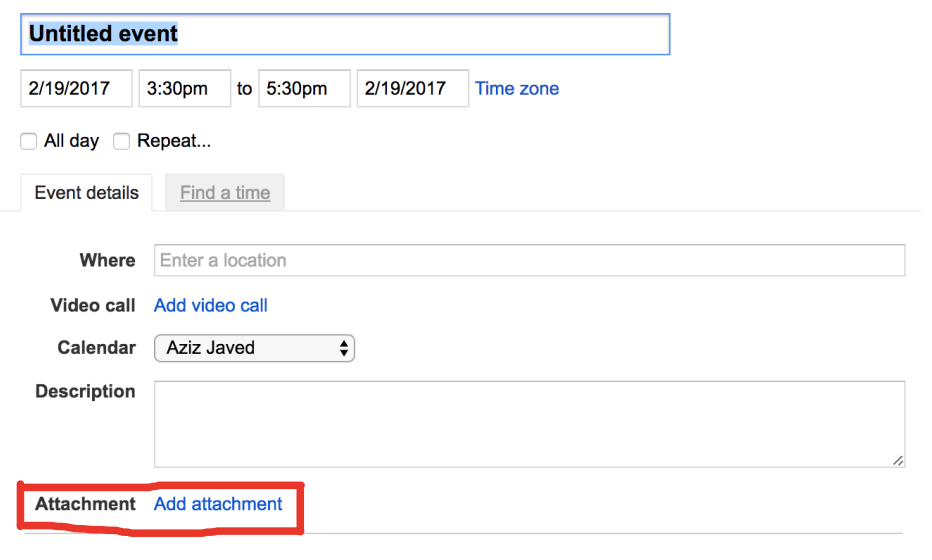 Untitled event
2/19/2017 3:30pm to 5:30pm 2/19/2017 Time zone
All day Repeat...
Event details Find a time
Where Enter a location
Video call Add video call
Calendar Aziz Javed
Description
Attachment Add attachment